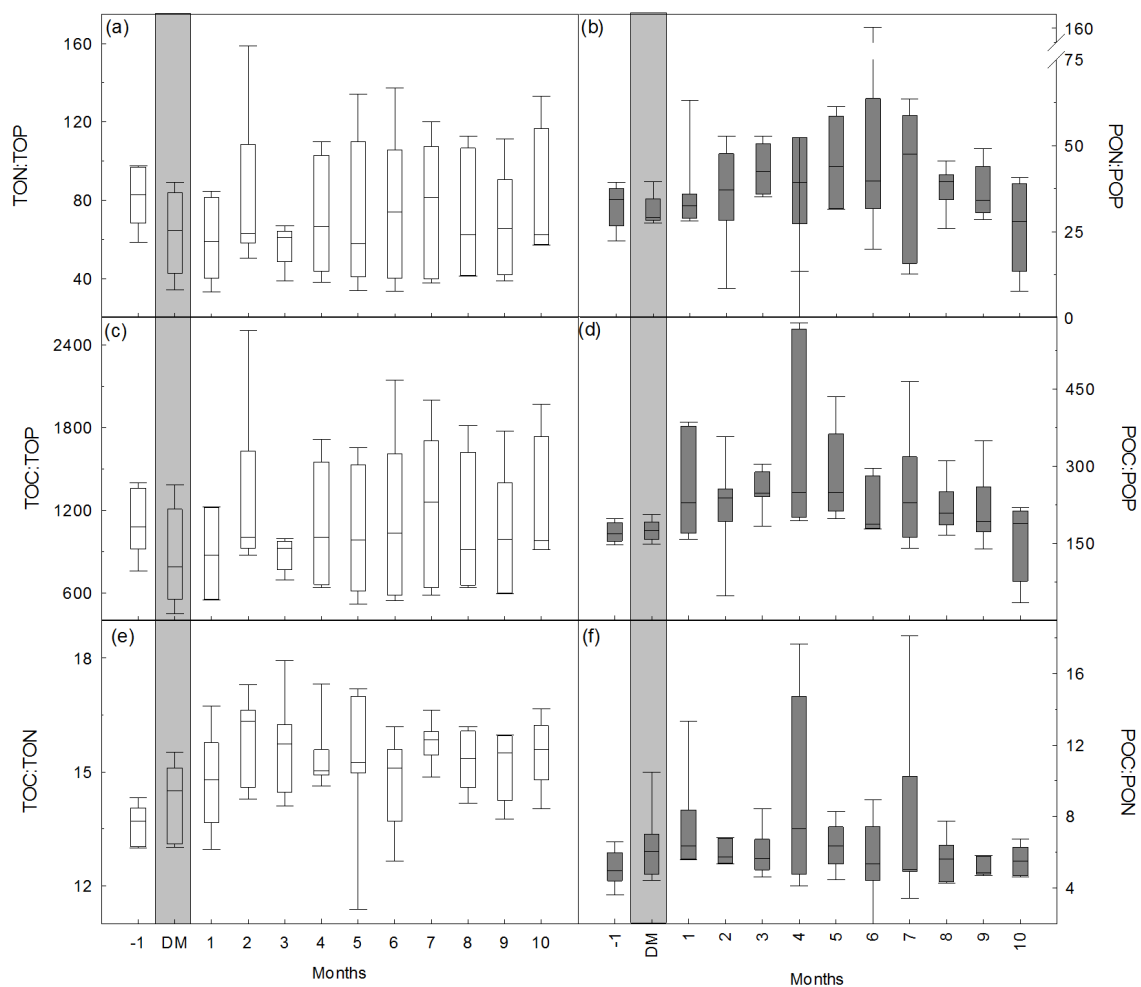 (a)
160
120
80
40
TON:TOP
(b)
160
75
50
25
0
PON:POP
(c)
2400
1800
1200
600
TOC:TOP
(d)
450
300
150
POC:POP
(e)
18
15
12
TOC:TON
(f)
16
12
8
4
POC:PON
-1 DM 1 2 3 4 5 6 7 8 9 10
Months
-1 DM 1 2 3 4 5 6 7 8 9 10
Months